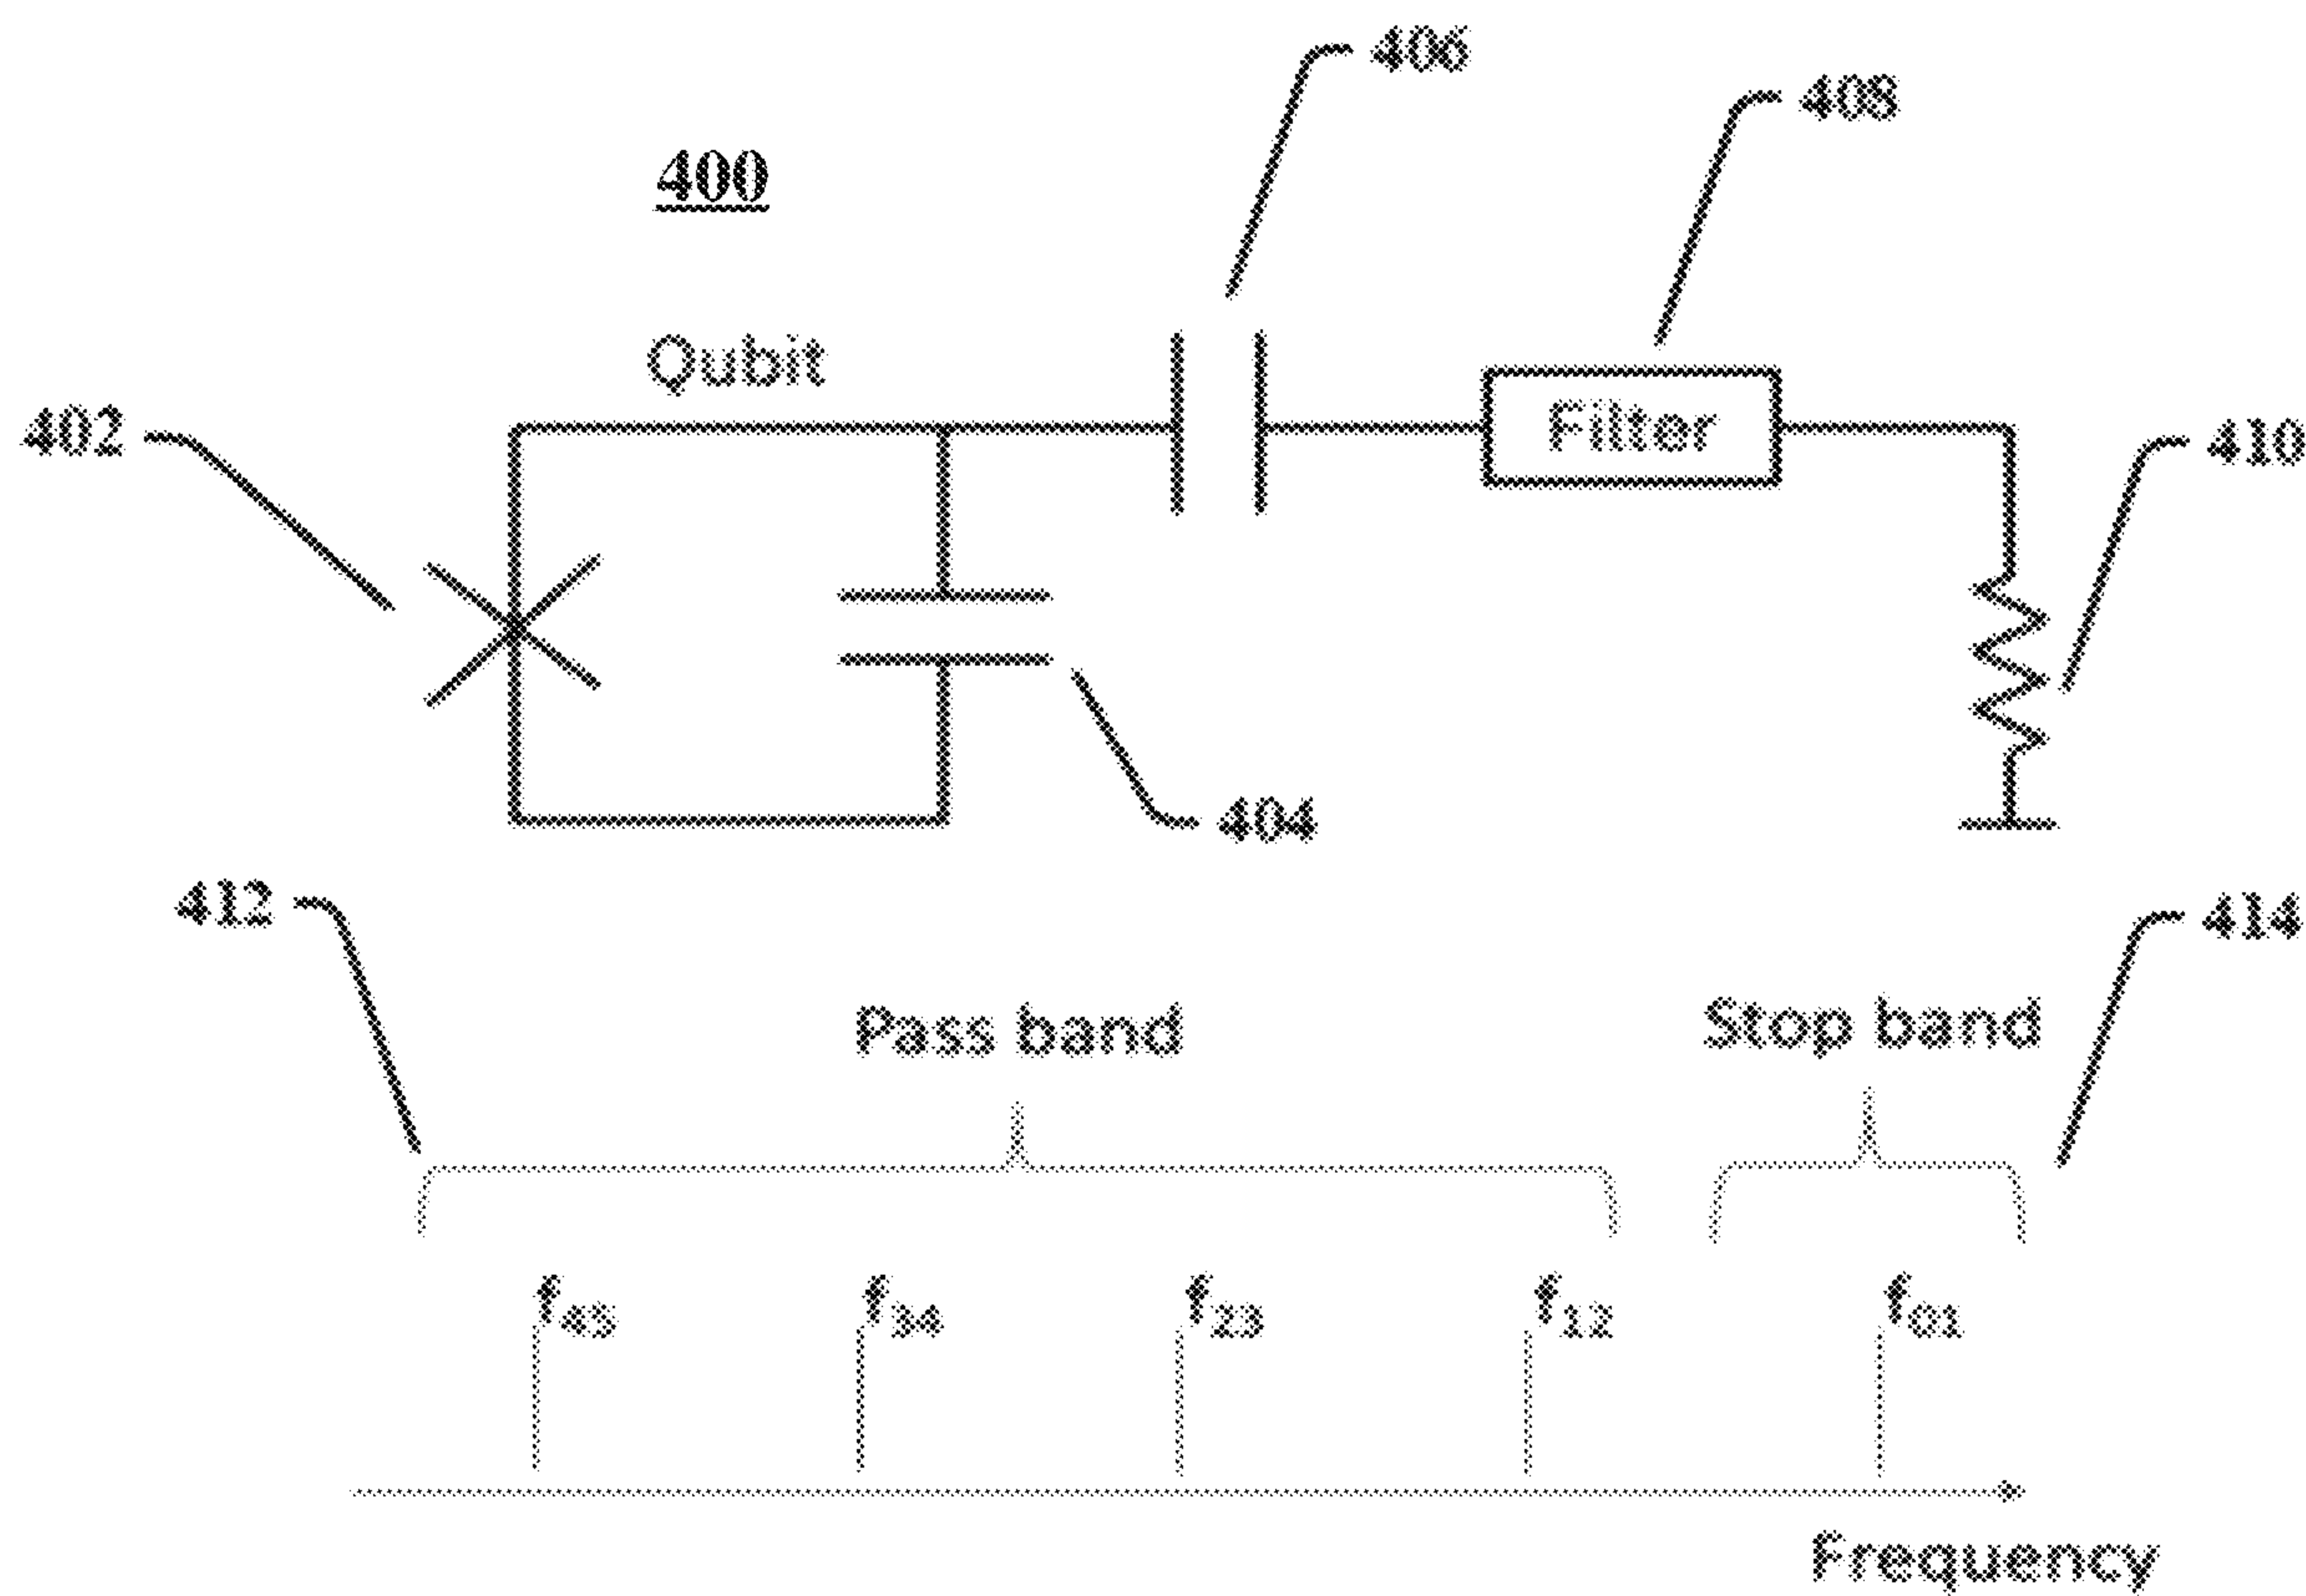 406
408
400
Qubit
402
Filter
410
404
412
414
Pass band
Stop band
f45 f34 f23 f12 f01
Frequency